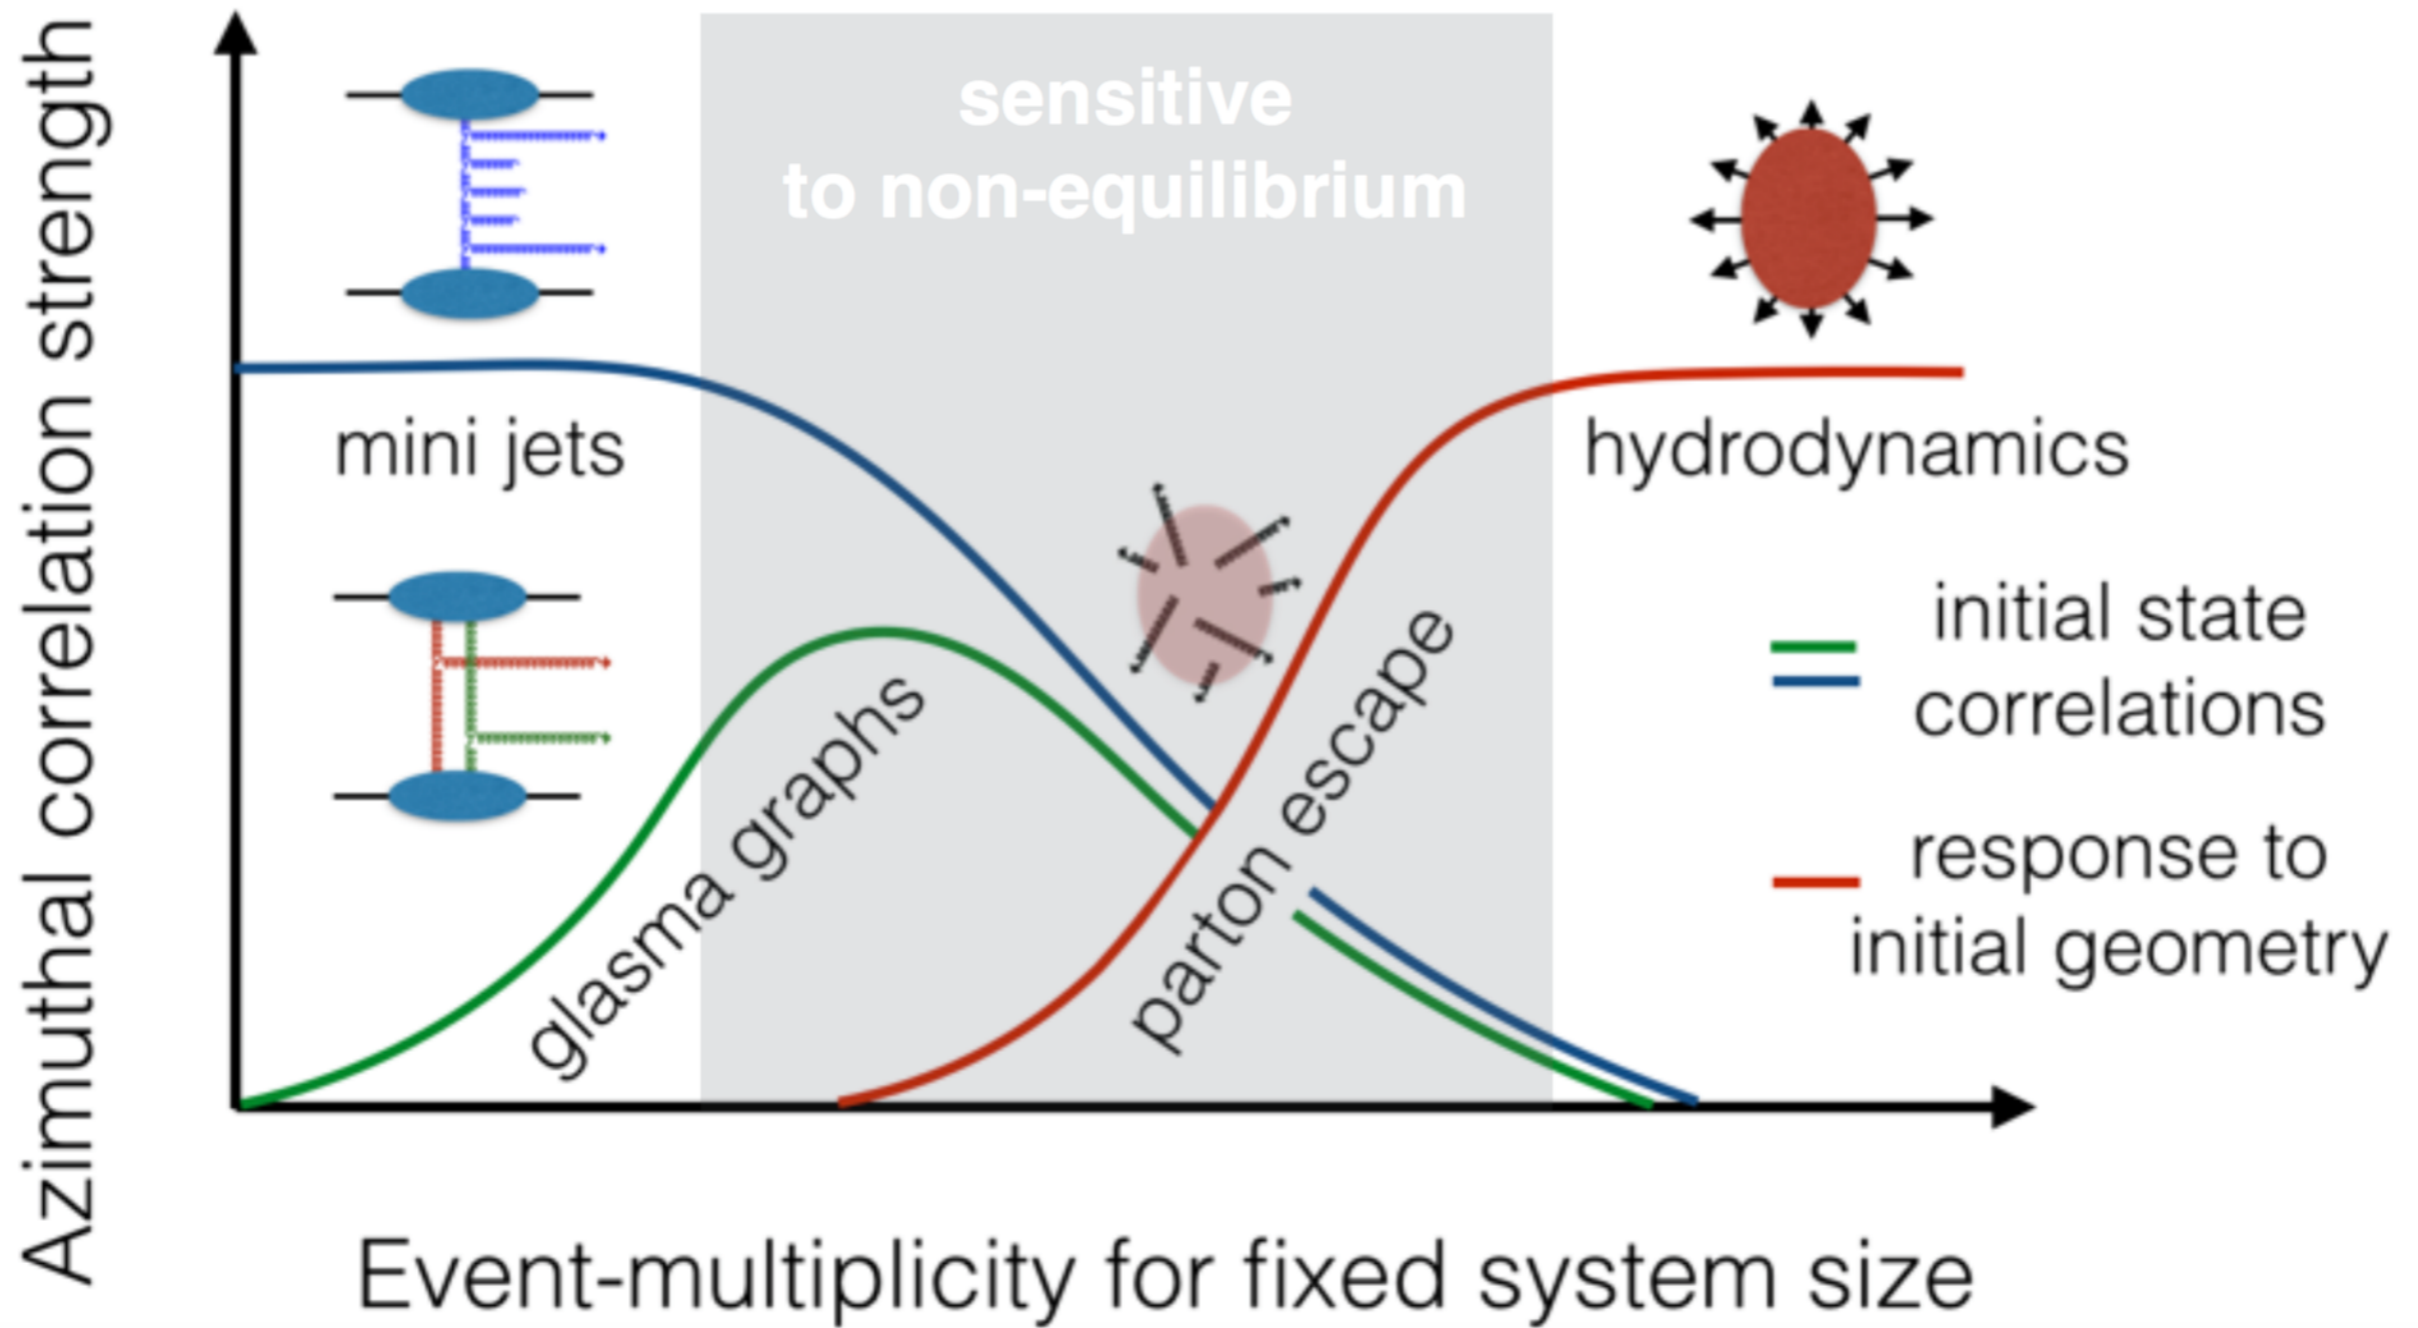 Azimuthal correlation strength
sensitive
to non-equilibrium
mini jets
hydrodynamics
glasma graphs
parton escape
initial state
correlations
response to
initial geometry
Event-multiplicity for fixed system size